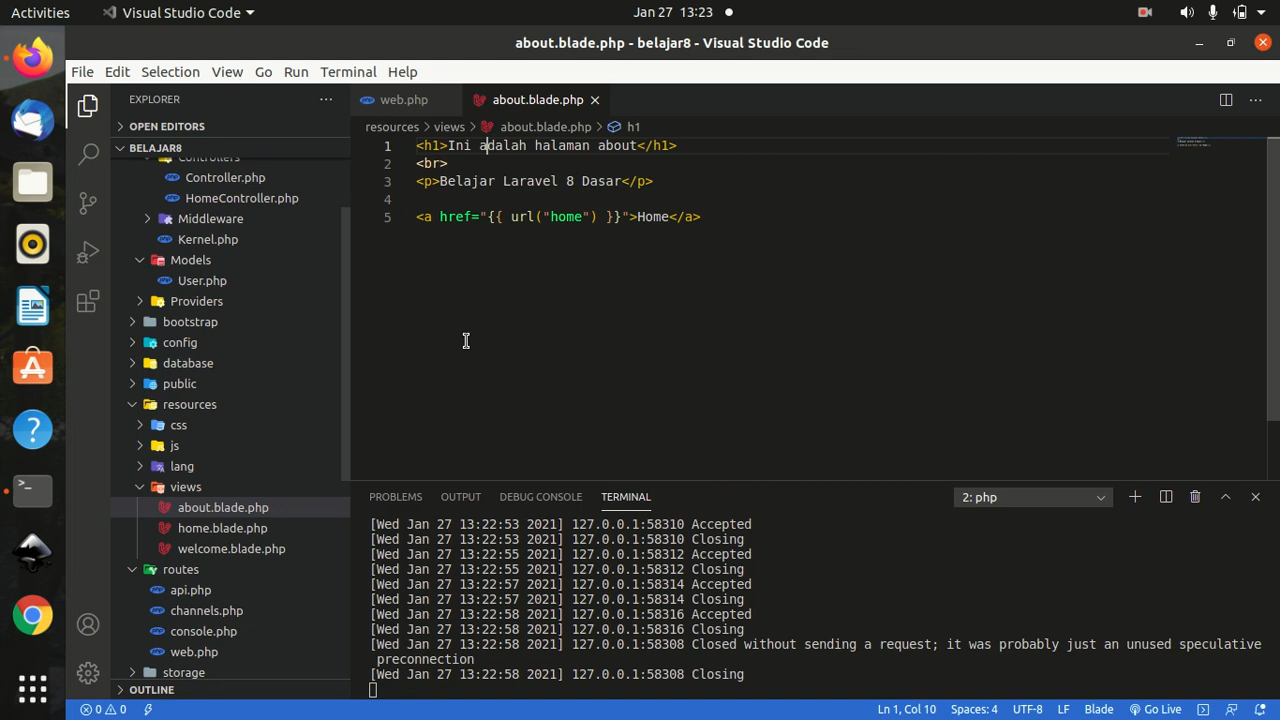 Activities
Visual Studio Code
Jan 27 13:23
about.blade.php - belajar8 - Visual Studio Code
File Edit Selection View Go Run Terminal Help
EXPLORER
OPEN EDITORS
BELAJAR8
Controllers
Controller.php
HomeController.php
Middleware
Kernel.php
Models
User.php
Providers
bootstrap
config
database
public
resources
css
js
lang
views
about.blade.php
home.blade.php
welcome.blade.php
routes
api.php
channels.php
console.php
web.php
storage
OUTLINE
web.php
about.blade.php
resources > views > about.blade.php > h1
1 <h1>Ini adalah halaman about</h1>
2 <br>
3 <p>Belajar Laravel 8 Dasar</p>
4
5 <a href="{{ url("home") }}">Home</a>
PROBLEMS OUTPUT DEBUG CONSOLE TERMINAL
2: php
[Wed Jan 27 13:22:53 2021] 127.0.0.1:58310 Accepted
[Wed Jan 27 13:22:53 2021] 127.0.0.1:58310 Closing
[Wed Jan 27 13:22:55 2021] 127.0.0.1:58312 Accepted
[Wed Jan 27 13:22:55 2021] 127.0.0.1:58312 Closing
[Wed Jan 27 13:22:57 2021] 127.0.0.1:58314 Accepted
[Wed Jan 27 13:22:57 2021] 127.0.0.1:58314 Closing
[Wed Jan 27 13:22:58 2021] 127.0.0.1:58316 Accepted
[Wed Jan 27 13:22:58 2021] 127.0.0.1:58316 Closing
[Wed Jan 27 13:22:58 2021] 127.0.0.1:58308 Closed without sending a request; it was probably just an unused speculative
preconnection
[Wed Jan 27 13:22:58 2021] 127.0.0.1:58308 Closing
0 0
Ln 1, Col 10 Spaces: 4 UTF-8 LF Blade Go Live